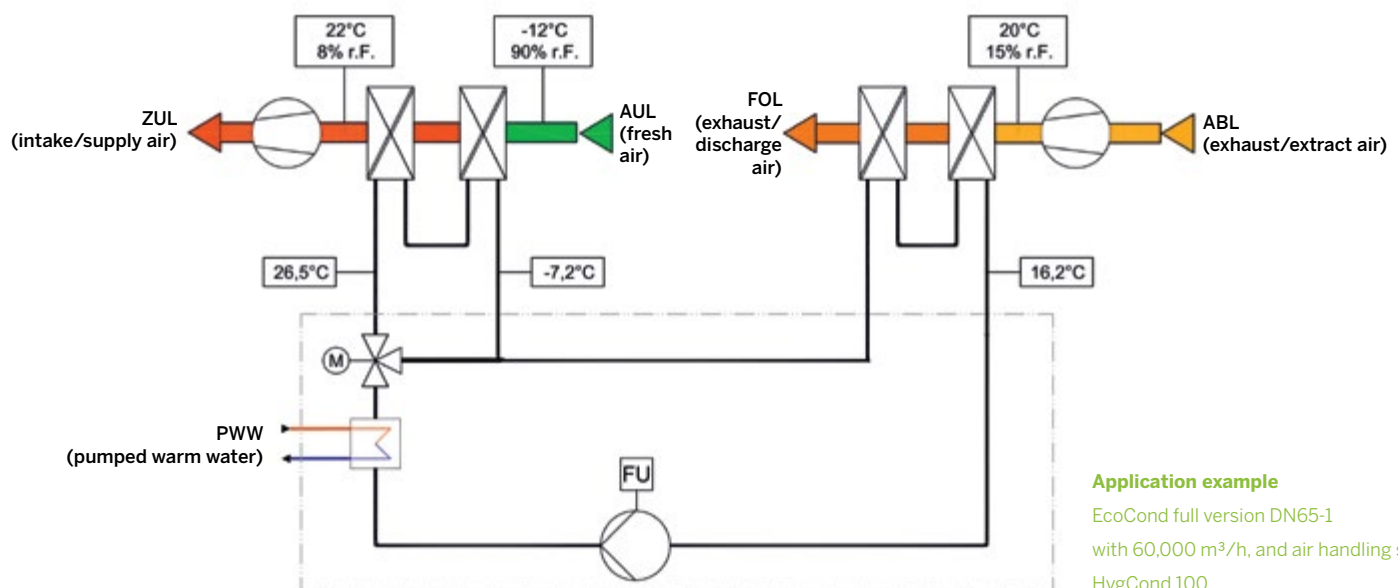 22°C
8% r.F.
-12°C
90% r.F.
20°C
15% r.F.
ZUL
(intake/supply air)
AUL
(fresh
air)
FOL
(exhaust/
discharge
air)
ABL
(exhaust/extract air)
26,5°C
-7,2°C
16,2°C
M
PWW
(pumped warm water)
FU
Application example
EcoCond full version DN65-1
with 60,000 m³/h, and air handling
HygCond 100